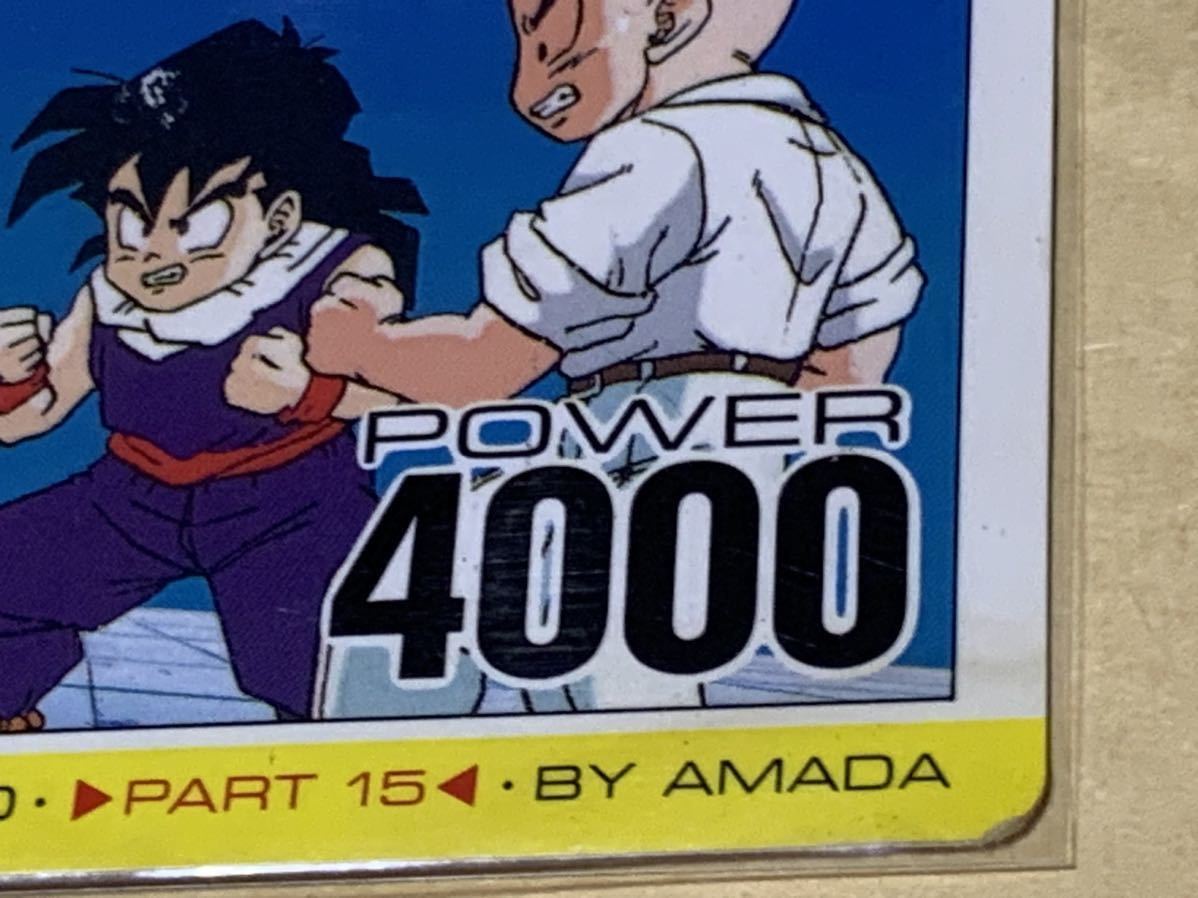 POWER
4000
· ▶PART 15◀ · BY AMADA